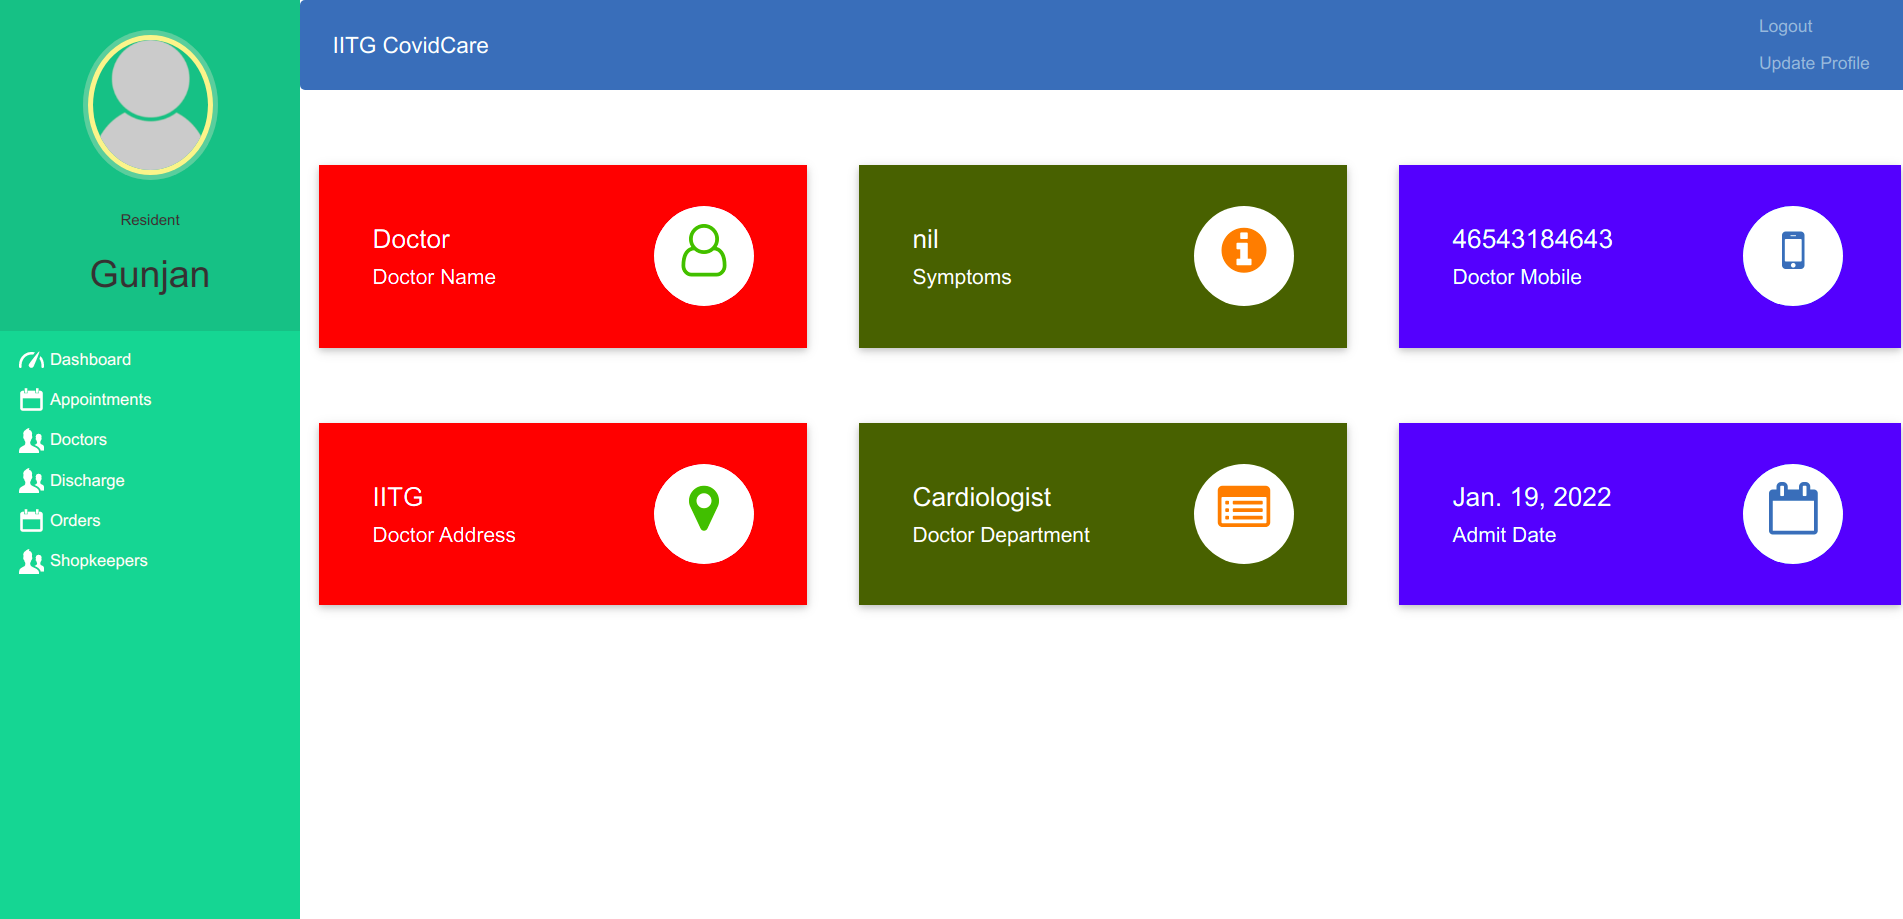 Resident
Gunjan
Dashboard
Appointments
Doctors
Discharge
Orders
Shopkeepers
IITG CovidCare
Logout
Update Profile
Doctor
Doctor Name
nil
Symptoms
46543184643
Doctor Mobile
IITG
Doctor Address
Cardiologist
Doctor Department
Jan. 19, 2022
Admit Date